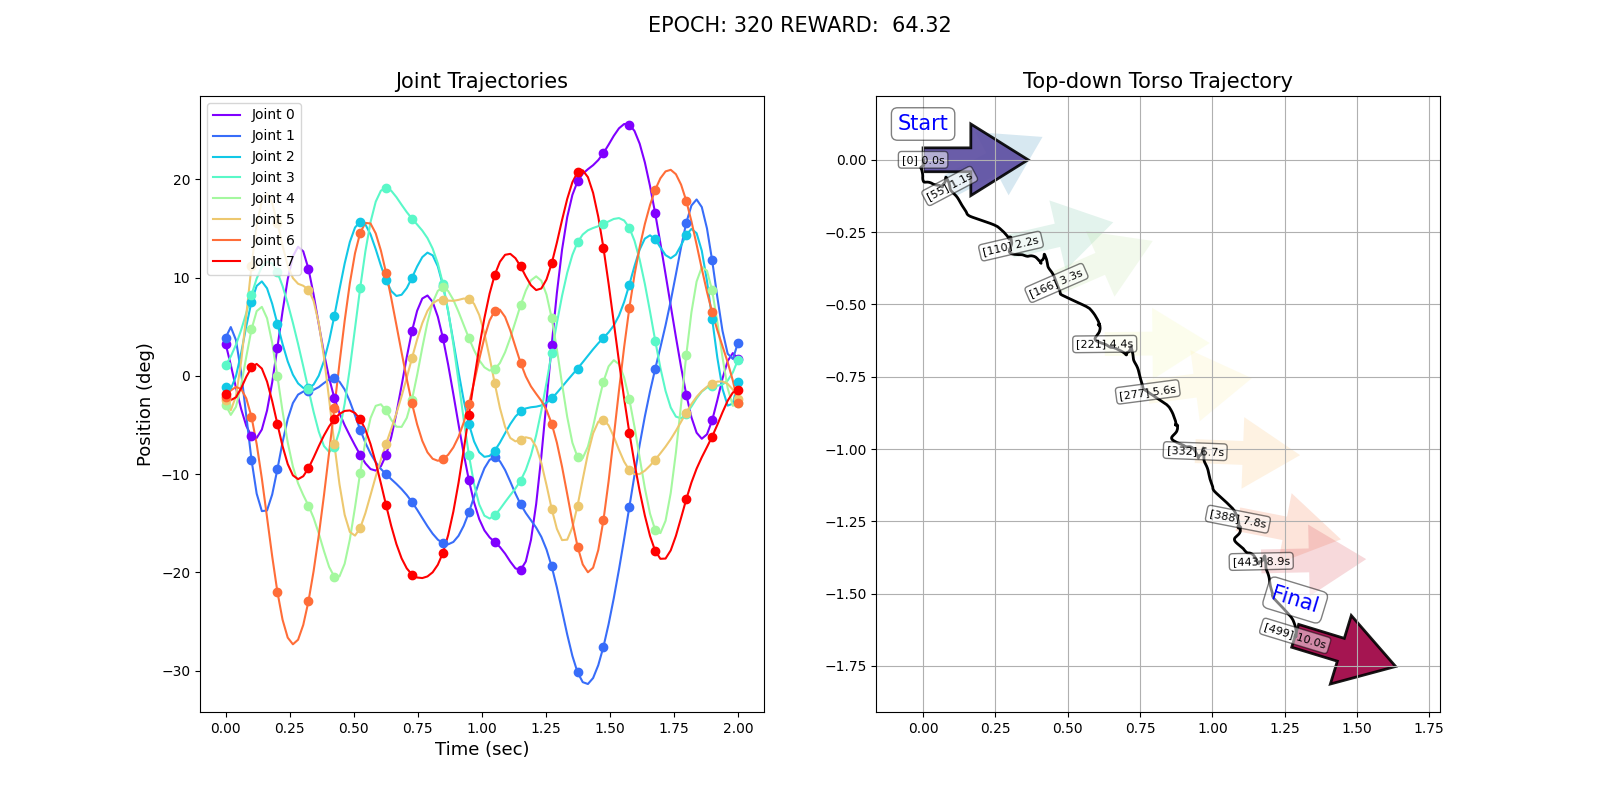 EPOCH: 320 REWARD:  64.32
Joint Trajectories
Position (deg)
20
10
0
−10
−20
−30
Joint 0
Joint 1
Joint 2
Joint 3
Joint 4
Joint 5
Joint 6
Joint 7
0.00 0.25 0.50 0.75 1.00 1.25 1.50 1.75 2.00
Time (sec)
Top-down Torso Trajectory
0.00
−0.25
−0.50
−0.75
−1.00
−1.25
−1.50
−1.75
Start
[0] 0.0s
[55] 1.1s
[110] 2.2s
[166] 3.3s
[221] 4.4s
[277] 5.6s
[332] 6.7s
[388] 7.8s
[443] 8.9s
Final
[499] 10.0s
0.00 0.25 0.50 0.75 1.00 1.25 1.50 1.75